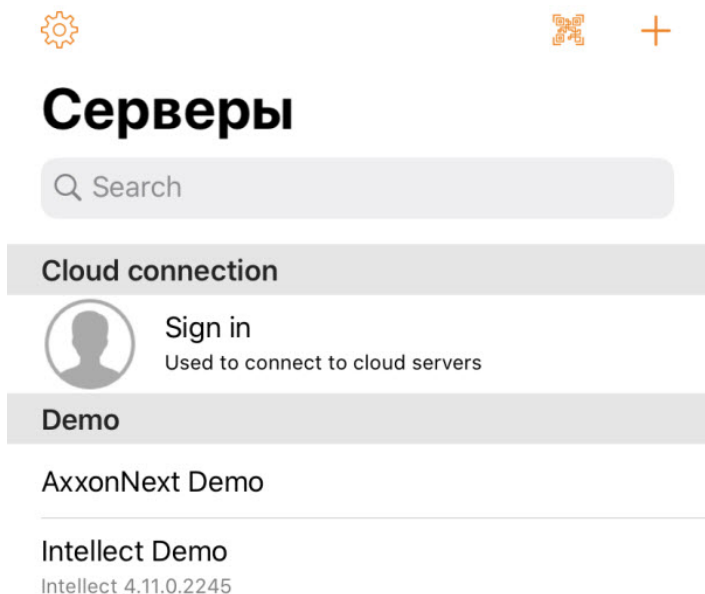 Серверы
Search
Cloud connection
Sign in
Used to connect to cloud servers
Demo
AxxonNext Demo
Intellect Demo
Intellect 4.11.0.2245